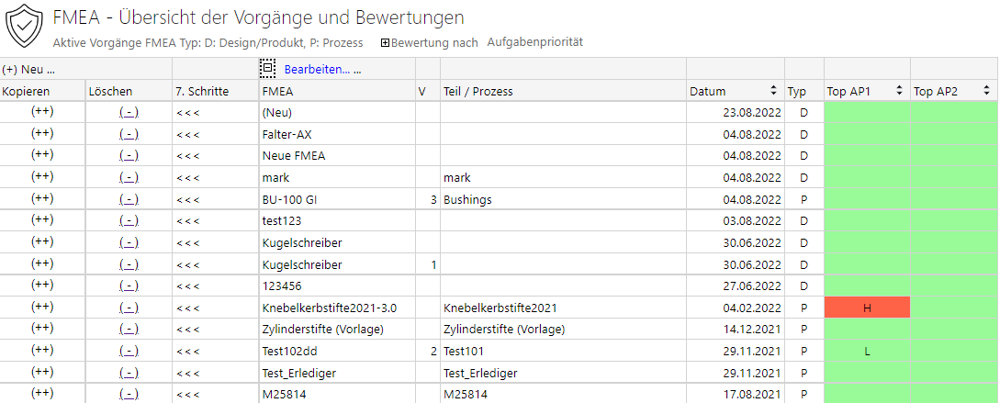 FMEA - Übersicht der Vorgänge und Bewertungen
Aktive Vorgänge FMEA Typ: D: Design/Produkt, P: Prozess Bewertung nach Aufgabenpriorität
(+) Neu ... Bearbeiten... ...
Kopieren Löschen 7. Schritte FMEA V Teil / Prozess Datum Typ Top AP1 Top AP2
(++) (-) <<< (Neu) 23.08.2022 D
(++) (-) <<< Falter-AX 04.08.2022 D
(++) (-) <<< Neue FMEA 04.08.2022 D
(++) (-) <<< mark mark 04.08.2022 D
(++) (-) <<< BU-100 GI 3 Bushings 04.08.2022 P
(++) (-) <<< test123 03.08.2022 D
(++) (-) <<< Kugelschreiber 30.06.2022 D
(++) (-) <<< Kugelschreiber 1 30.06.2022 D
(++) (-) <<< 123456 27.06.2022 D
(++) (-) <<< Knebelkerbstifte2021-3.0 Knebelkerbstifte2021 04.02.2022 P H
(++) (-) <<< Zylinderstifte (Vorlage) Zylinderstifte (Vorlage) 14.12.2021 P
(++) (-) <<< Test102dd 2 Test101 29.11.2021 P L
(++) (-) <<< Test_Erlediger Test_Erlediger 29.11.2021 P
(++) (-) <<< M25814 M25814 17.08.2021 P